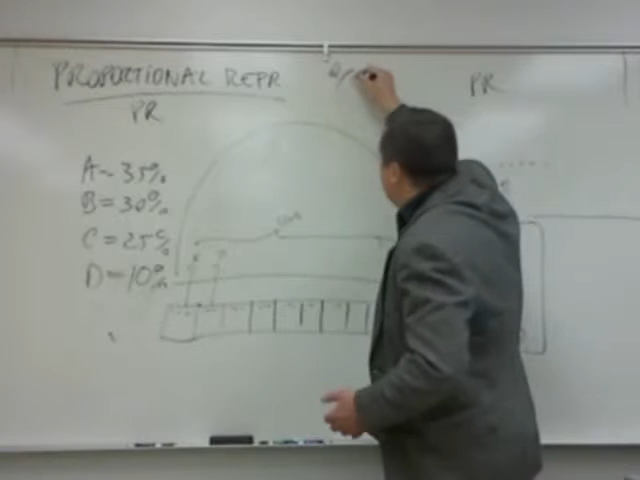 PROPORTIONAL REPR
PR
PR
A - 35%
B = 30%
C = 25%
D = 10%